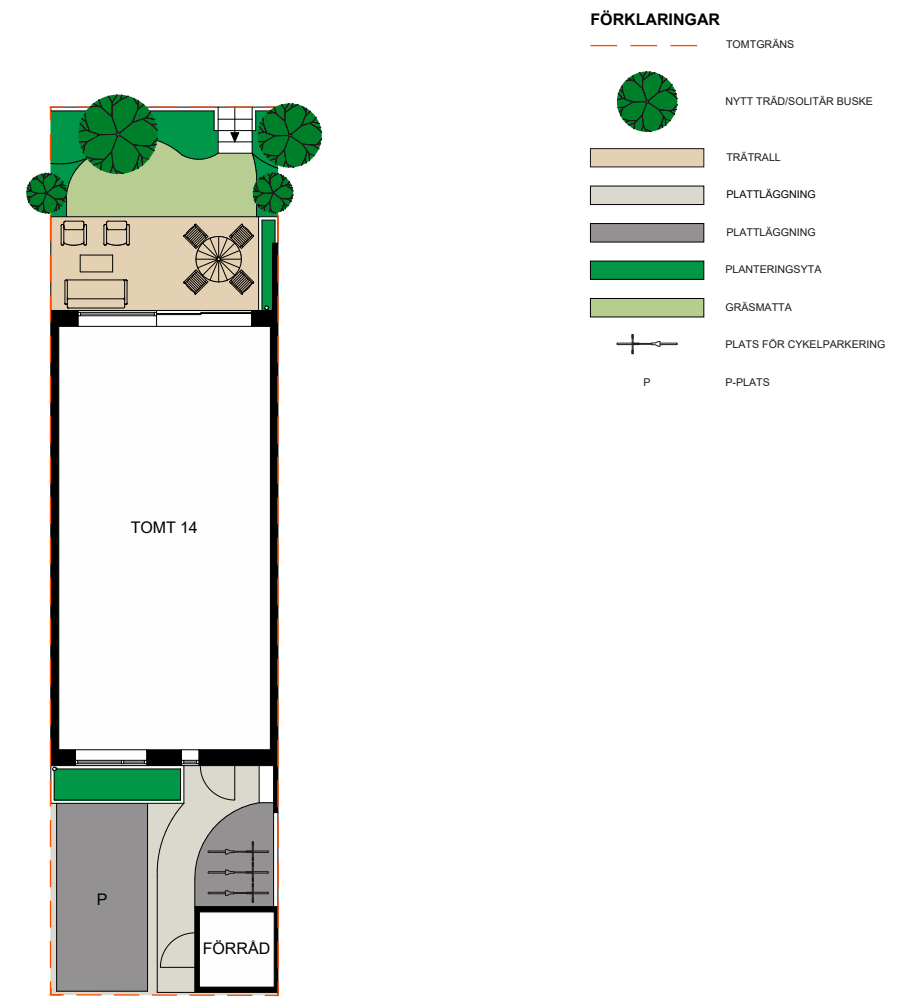 FÖRKLARINGAR
TOMTGRÄNS
NYTT TRÄD/SOLITÄR BUSKE
TRÄTRALL
PLATTLÄGGNING
PLATTLÄGGNING
PLANTERINGSYTA
GRÄSMATTA
PLATS FÖR CYKELPARKERING
P P-PLATS
TOMT 14
P
FÖRRÅD